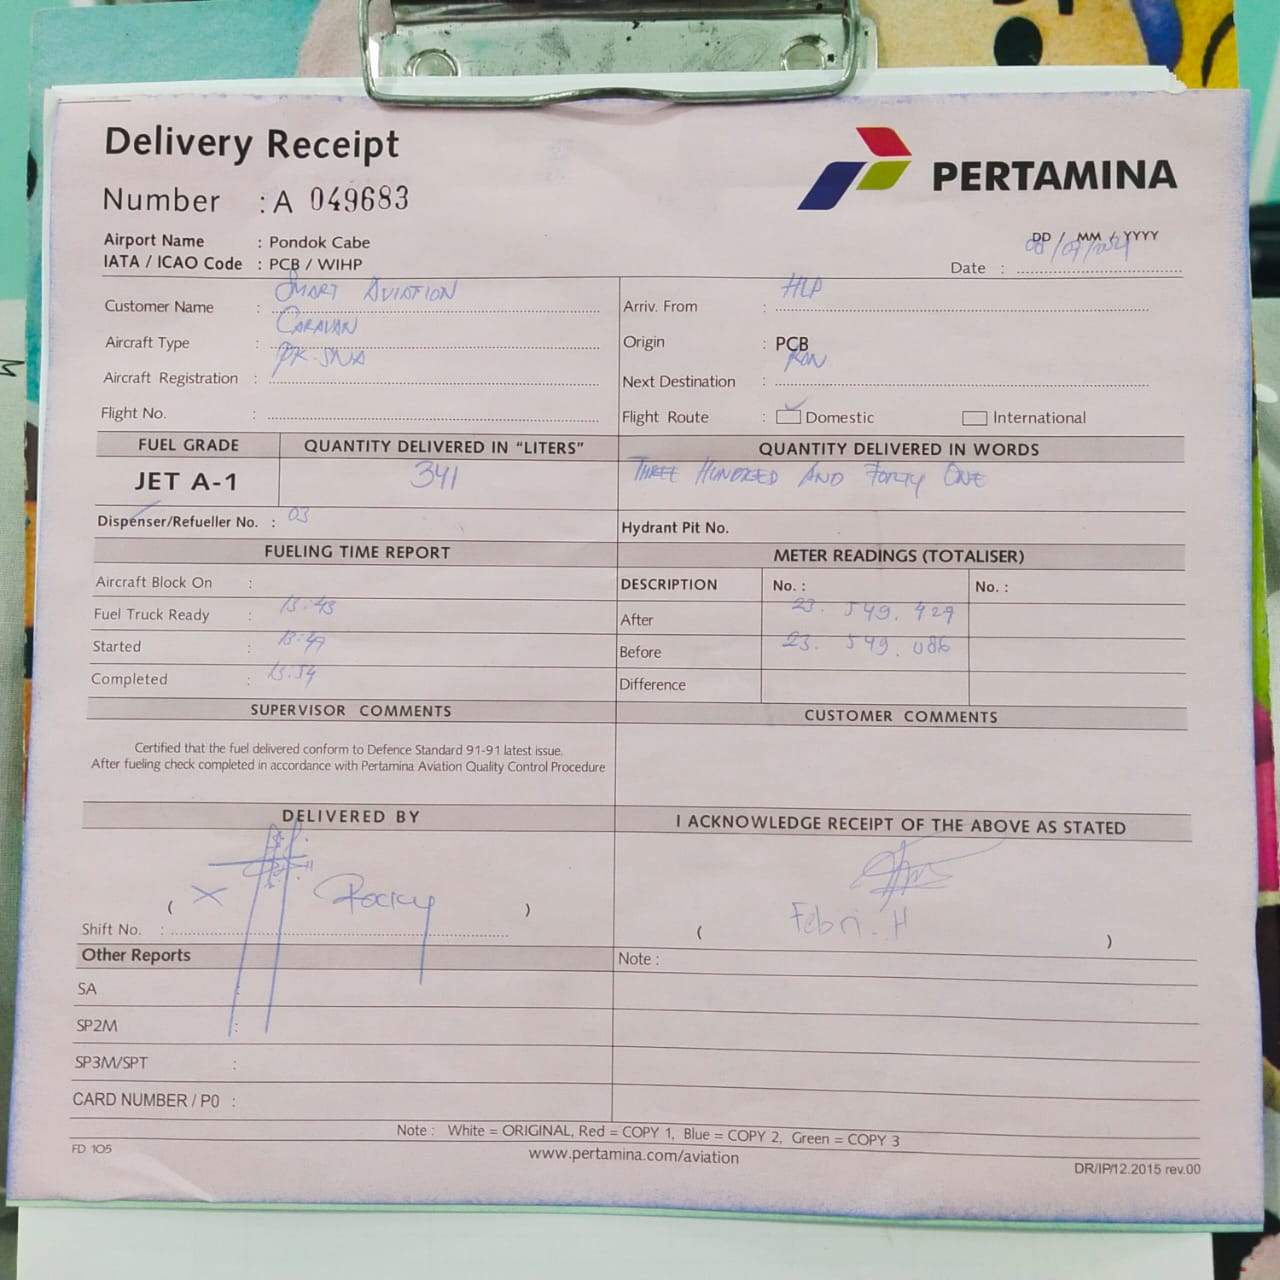 Delivery Receipt
PERTAMINA
Number : A 049683
Airport Name : Pondok Cabe
IATA / ICAO Code : PCB / WIHP
DD / MM / YYYY
Date : 08/07/
Customer Name : SMART AVIATION
Arriv. From : HLP
Aircraft Type : CARAVAN
Origin : PCB
Aircraft Registration : PK-SNA
Next Destination :
Flight No. :
Flight Route : Domestic International
FUEL GRADE QUANTITY DELIVERED IN "LITERS" QUANTITY DELIVERED IN WORDS
JET A-1 341 THREE HUNDRED AND FORTY ONE
Dispenser/Refueller No. : 03 Hydrant Pit No.
FUELING TIME REPORT METER READINGS (TOTALISER)
Aircraft Block On : DESCRIPTION No. : No. :
Fuel Truck Ready : 13:43 After 23. 549. 429
Started : 13:47 Before 23. 549. 086
Completed : 13:54 Difference
SUPERVISOR COMMENTS CUSTOMER COMMENTS
Certified that the fuel delivered conform to Defence Standard 91-91 latest issue.
After fueling check completed in accordance with Pertamina Aviation Quality Control Procedure
DELIVERED BY I ACKNOWLEDGE RECEIPT OF THE ABOVE AS STATED
( X Rocky )
( Febri. H )
Shift No. :
Other Reports Note :
SA :
SP2M :
SP3M/SPT :
CARD NUMBER / P0 :
Note : White = ORIGINAL, Red = COPY 1, Blue = COPY 2, Green = COPY 3
FD 105 www.pertamina.com/aviation DR/IP/12.2015 rev.00